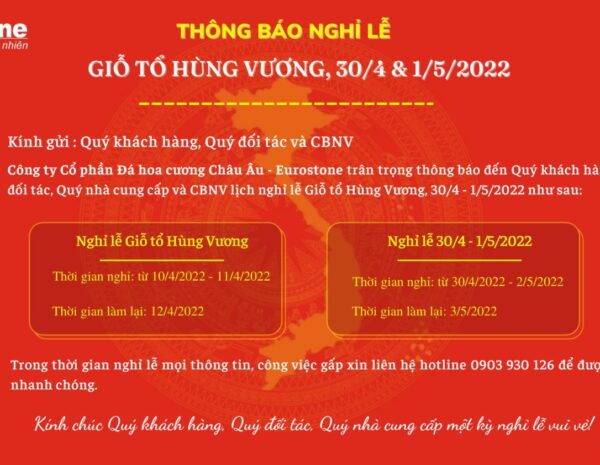 ne
nhiên
THÔNG BÁO NGHỈ LỄ
GIỖ TỔ HÙNG VƯƠNG, 30/4 & 1/5/2022
Kính gửi : Quý khách hàng, Quý đối tác và CBNV
Công ty Cổ phần Đá hoa cương Châu Âu - Eurostone trân trọng thông báo đến Quý khách hàn
đối tác, Quý nhà cung cấp và CBNV lịch nghỉ lễ Giỗ tổ Hùng Vương, 30/4 - 1/5/2022 như sau:
Nghỉ lễ Giỗ tổ Hùng Vương
Thời gian nghỉ: từ 10/4/2022 - 11/4/2022
Thời gian làm lại: 12/4/2022
Nghỉ lễ 30/4 - 1/5/2022
Thời gian nghỉ: từ 30/4/2022 - 2/5/2022
Thời gian làm lại: 3/5/2022
Trong thời gian nghỉ lễ mọi thông tin, công việc gấp xin liên hệ hotline 0903 930 126 để đượ
nhanh chóng.
Kính chúc Quý khách hàng, Quý đối tác, Quý nhà cung cấp một kỳ nghỉ lễ vui vẻ!